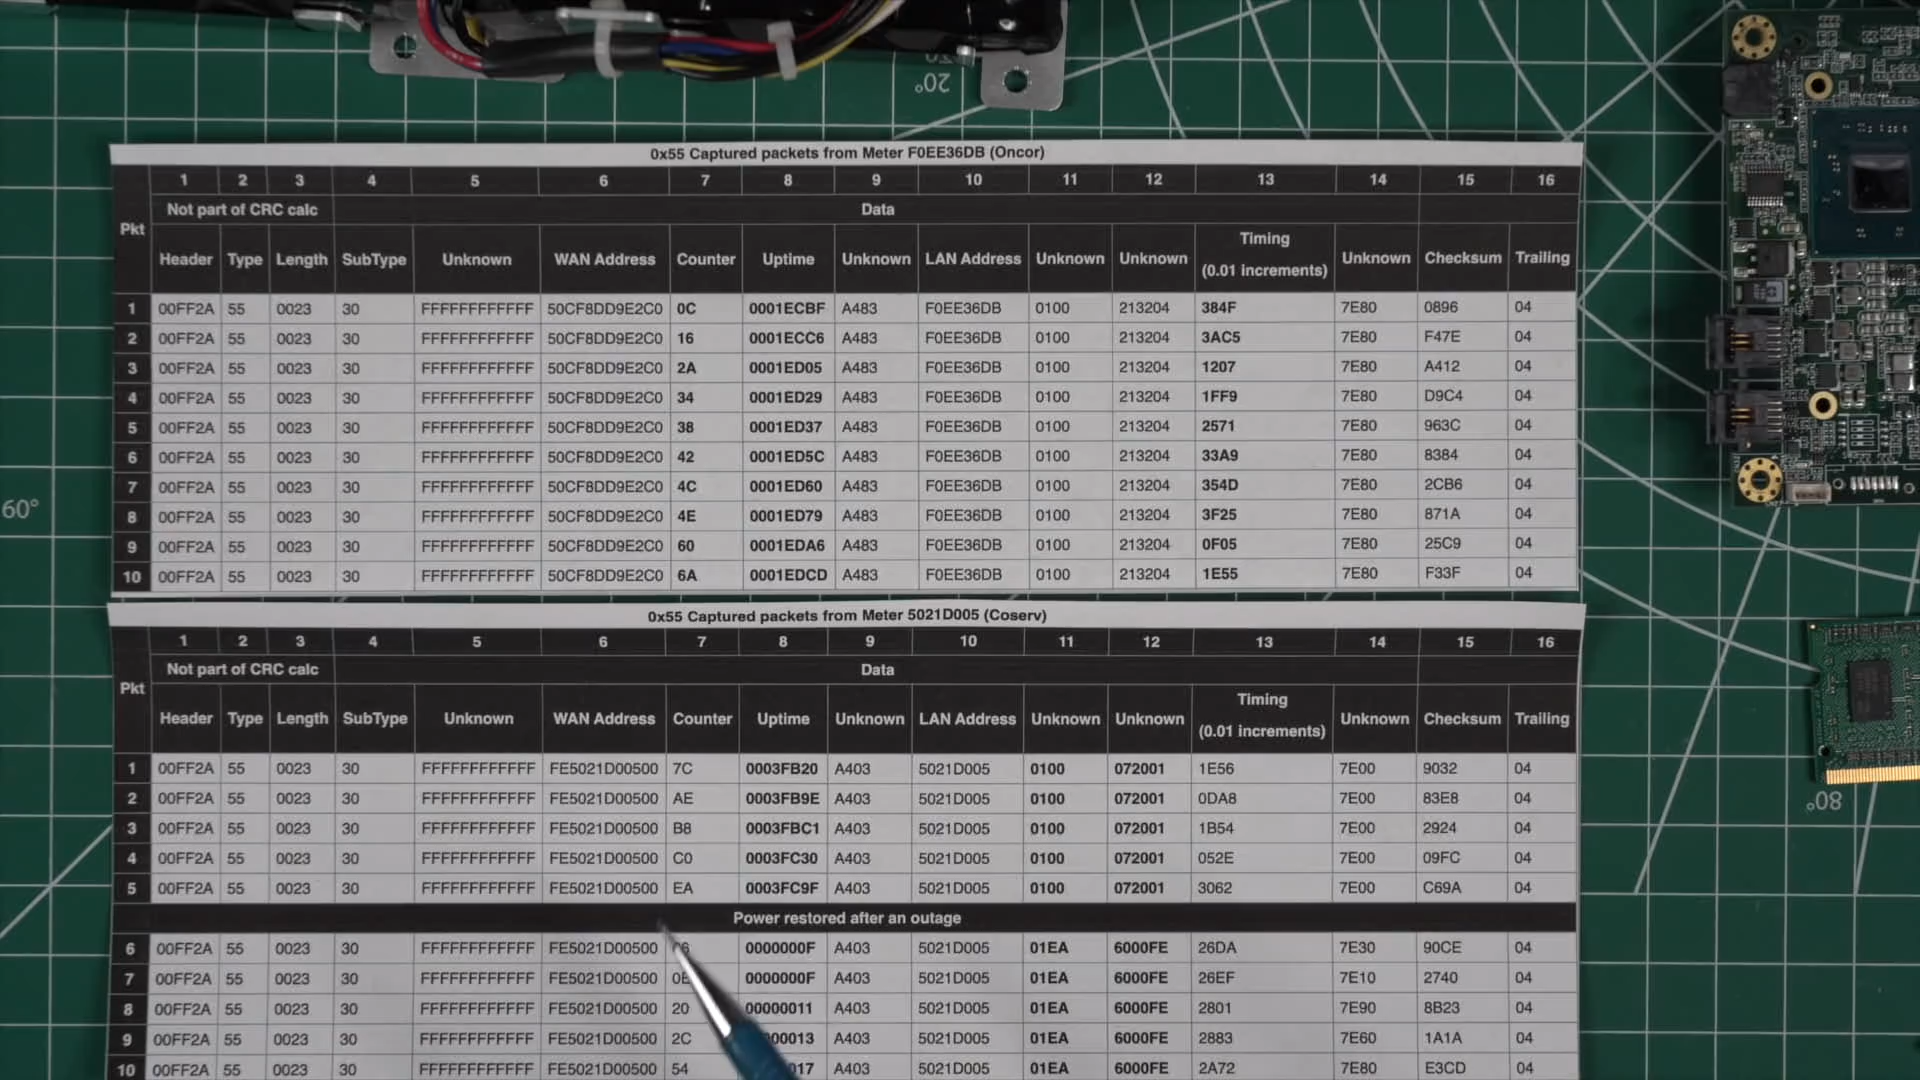 20°
60°
80°
0x55 Captured packets from Meter F0EE36DB (Oncor)
1 2 3 4 5 6 7 8 9 10 11 12 13 14 15 16
Not part of CRC calc Data
Pkt Header Type Length SubType Unknown WAN Address Counter Uptime Unknown LAN Address Unknown Unknown Timing (0.01 increments) Unknown Checksum Trailing
1 00FF2A 55 0023 30 FFFFFFFFFFFF 50CF8DD9E2C0 0C 0001ECBF A483 F0EE36DB 0100 213204 384F 7E80 0896 04
2 00FF2A 55 0023 30 FFFFFFFFFFFF 50CF8DD9E2C0 16 0001ECC6 A483 F0EE36DB 0100 213204 3AC5 7E80 F47E 04
3 00FF2A 55 0023 30 FFFFFFFFFFFF 50CF8DD9E2C0 2A 0001ED05 A483 F0EE36DB 0100 213204 1207 7E80 A412 04
4 00FF2A 55 0023 30 FFFFFFFFFFFF 50CF8DD9E2C0 34 0001ED29 A483 F0EE36DB 0100 213204 1FF9 7E80 D9C4 04
5 00FF2A 55 0023 30 FFFFFFFFFFFF 50CF8DD9E2C0 38 0001ED37 A483 F0EE36DB 0100 213204 2571 7E80 963C 04
6 00FF2A 55 0023 30 FFFFFFFFFFFF 50CF8DD9E2C0 42 0001ED5C A483 F0EE36DB 0100 213204 33A9 7E80 8384 04
7 00FF2A 55 0023 30 FFFFFFFFFFFF 50CF8DD9E2C0 4C 0001ED60 A483 F0EE36DB 0100 213204 354D 7E80 2CB6 04
8 00FF2A 55 0023 30 FFFFFFFFFFFF 50CF8DD9E2C0 4E 0001ED79 A483 F0EE36DB 0100 213204 3F25 7E80 871A 04
9 00FF2A 55 0023 30 FFFFFFFFFFFF 50CF8DD9E2C0 60 0001EDA6 A483 F0EE36DB 0100 213204 0F05 7E80 25C9 04
10 00FF2A 55 0023 30 FFFFFFFFFFFF 50CF8DD9E2C0 6A 0001EDCD A483 F0EE36DB 0100 213204 1E55 7E80 F33F 04
0x55 Captured packets from Meter 5021D005 (Coserv)
1 2 3 4 5 6 7 8 9 10 11 12 13 14 15 16
Not part of CRC calc Data
Pkt Header Type Length SubType Unknown WAN Address Counter Uptime Unknown LAN Address Unknown Unknown Timing (0.01 increments) Unknown Checksum Trailing
1 00FF2A 55 0023 30 FFFFFFFFFFFF FE5021D00500 7C 0003FB20 A403 5021D005 0100 072001 1E56 7E00 9032 04
2 00FF2A 55 0023 30 FFFFFFFFFFFF FE5021D00500 AE 0003FB9E A403 5021D005 0100 072001 0DA8 7E00 83E8 04
3 00FF2A 55 0023 30 FFFFFFFFFFFF FE5021D00500 B8 0003FBC1 A403 5021D005 0100 072001 1B54 7E00 2924 04
4 00FF2A 55 0023 30 FFFFFFFFFFFF FE5021D00500 C0 0003FC30 A403 5021D005 0100 072001 052E 7E00 09FC 04
5 00FF2A 55 0023 30 FFFFFFFFFFFF FE5021D00500 EA 0003FC9F A403 5021D005 0100 072001 3062 7E00 C69A 04
Power restored after an outage
6 00FF2A 55 0023 30 FFFFFFFFFFFF FE5021D00500 0000000F A403 5021D005 01EA 6000FE 26DA 7E30 90CE 04
7 00FF2A 55 0023 30 FFFFFFFFFFFF FE5021D00500 0000000F A403 5021D005 01EA 6000FE 26EF 7E10 2740 04
8 00FF2A 55 0023 30 FFFFFFFFFFFF FE5021D00500 20 00000011 A403 5021D005 01EA 6000FE 2801 7E90 8B23 04
9 00FF2A 55 0023 30 FFFFFFFFFFFF FE5021D00500 2C A403 5021D005 01EA 6000FE 2883 7E60 1A1A 04
10 00FF2A 55 0023 30 FFFFFFFFFFFF FE5021D00500 54 A403 5021D005 01EA 6000FE 2A72 7E80 E3CD 04